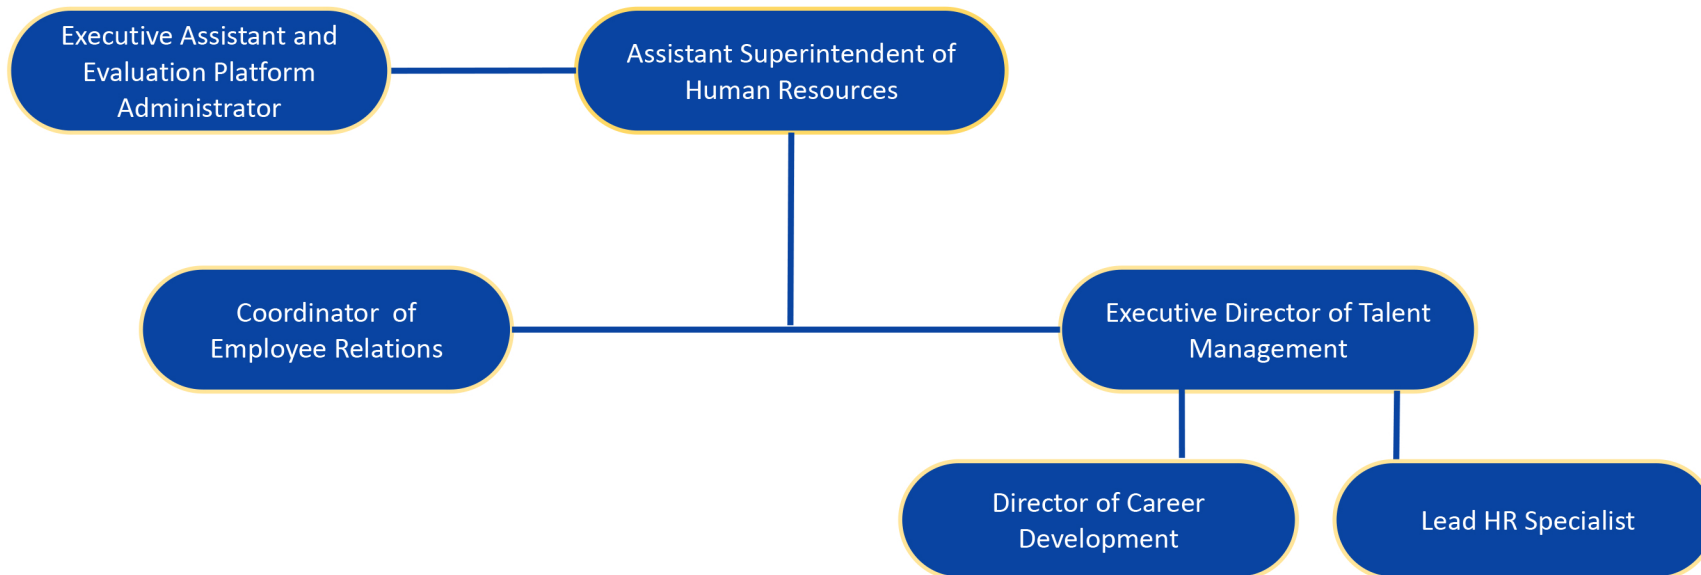 Executive Assistant and
Evaluation Platform
Administrator
Assistant Superintendent of
Human Resources
Coordinator  of
Employee Relations
Executive Director of Talent
Management
Director of Career
Development
Lead HR Specialist